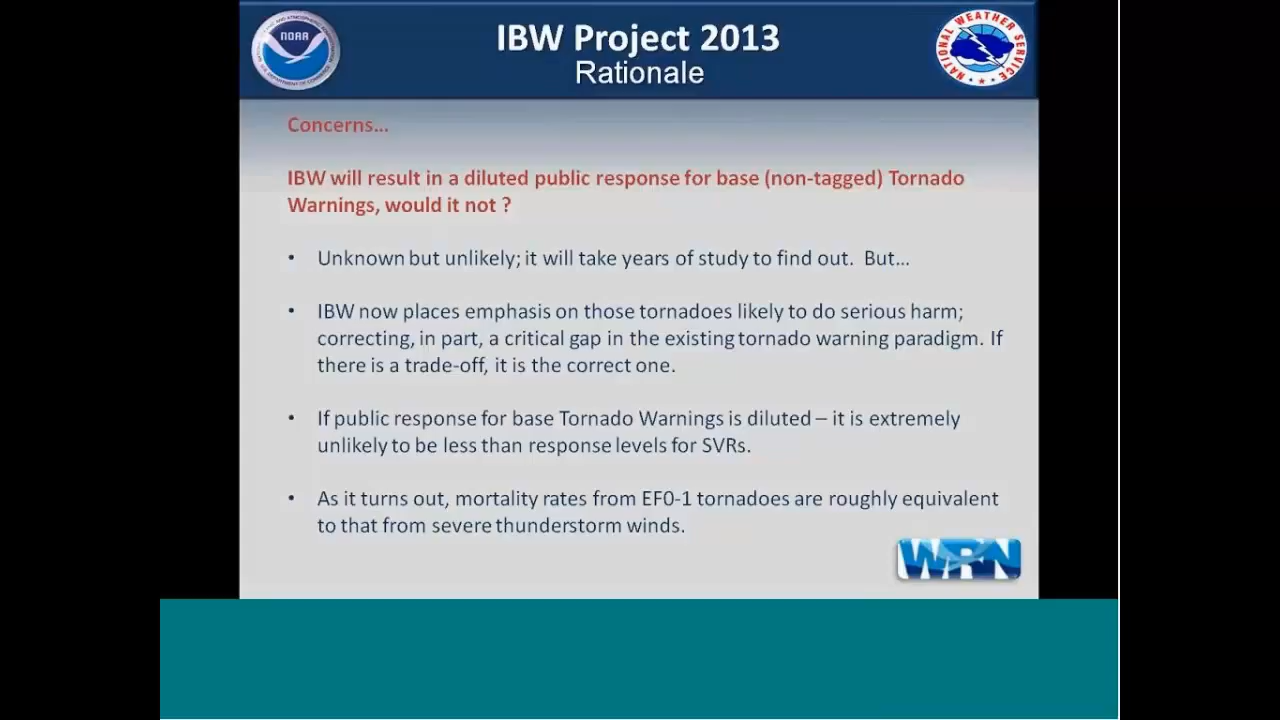 IBW Project 2013
Rationale
NOAA
NATIONAL WEATHER SERVICE
Concerns...
IBW will result in a diluted public response for base (non-tagged) Tornado
Warnings, would it not ?
• Unknown but unlikely; it will take years of study to find out. But...
• IBW now places emphasis on those tornadoes likely to do serious harm;
correcting, in part, a critical gap in the existing tornado warning paradigm. If
there is a trade-off, it is the correct one.
• If public response for base Tornado Warnings is diluted – it is extremely
unlikely to be less than response levels for SVRs.
• As it turns out, mortality rates from EF0-1 tornadoes are roughly equivalent
to that from severe thunderstorm winds.
WRN